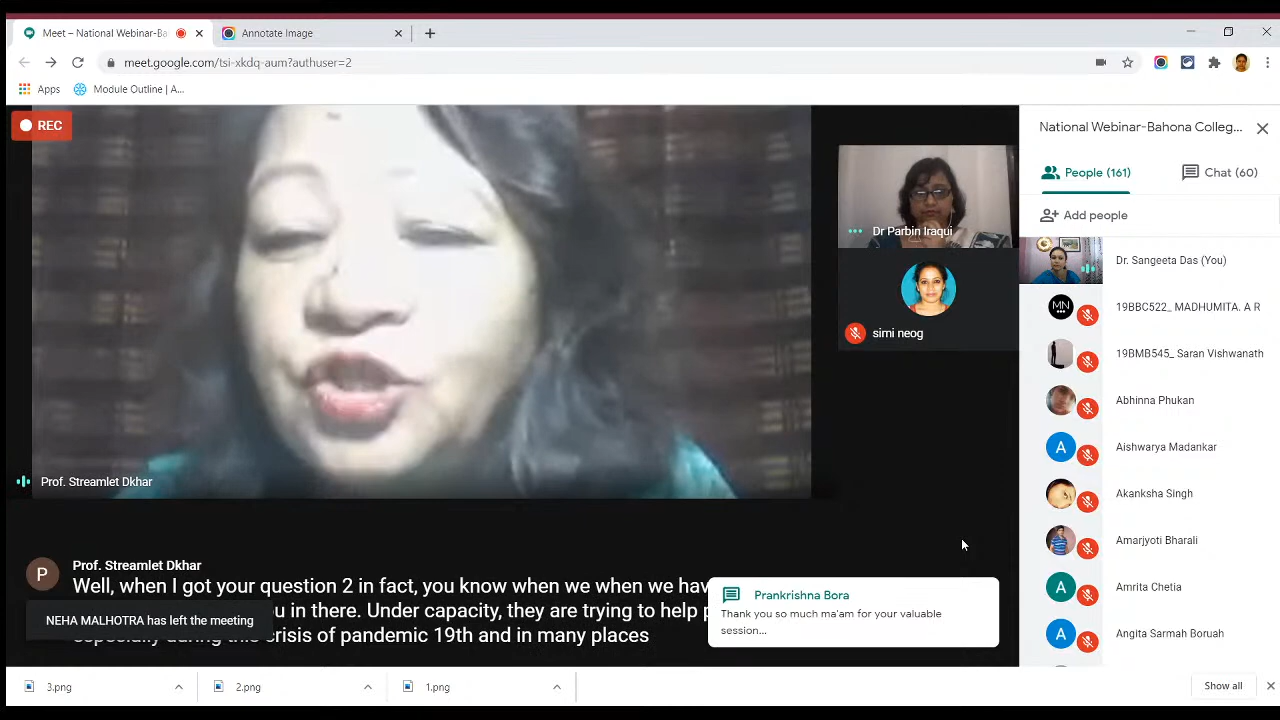 Meet – National Webinar-Ba
Annotate Image
meet.google.com/tsi-xkdq-aum?authuser=2
Apps
Module Outline | A...
REC
Prof. Streamlet Dkhar
Dr Parbin Iraqui
simi neog
National Webinar-Bahona Colleg...
People (161)
Chat (60)
Add people
Dr. Sangeeta Das (You)
MN
19BBC522_ MADHUMITA. A R
19BMB545_ Saran Vishwanath
Abhinna Phukan
A
Aishwarya Madankar
Akanksha Singh
Amarjyoti Bharali
A
Amrita Chetia
A
Angita Sarmah Boruah
P
Prof. Streamlet Dkhar
Well, when I got your question 2 in fact, you know when we when we hav
in there. Under capacity, they are trying to help
crisis of pandemic 19th and in many places
NEHA MALHOTRA has left the meeting
Prankrishna Bora
Thank you so much ma'am for your valuable
session...
3.png
2.png
1.png
Show all